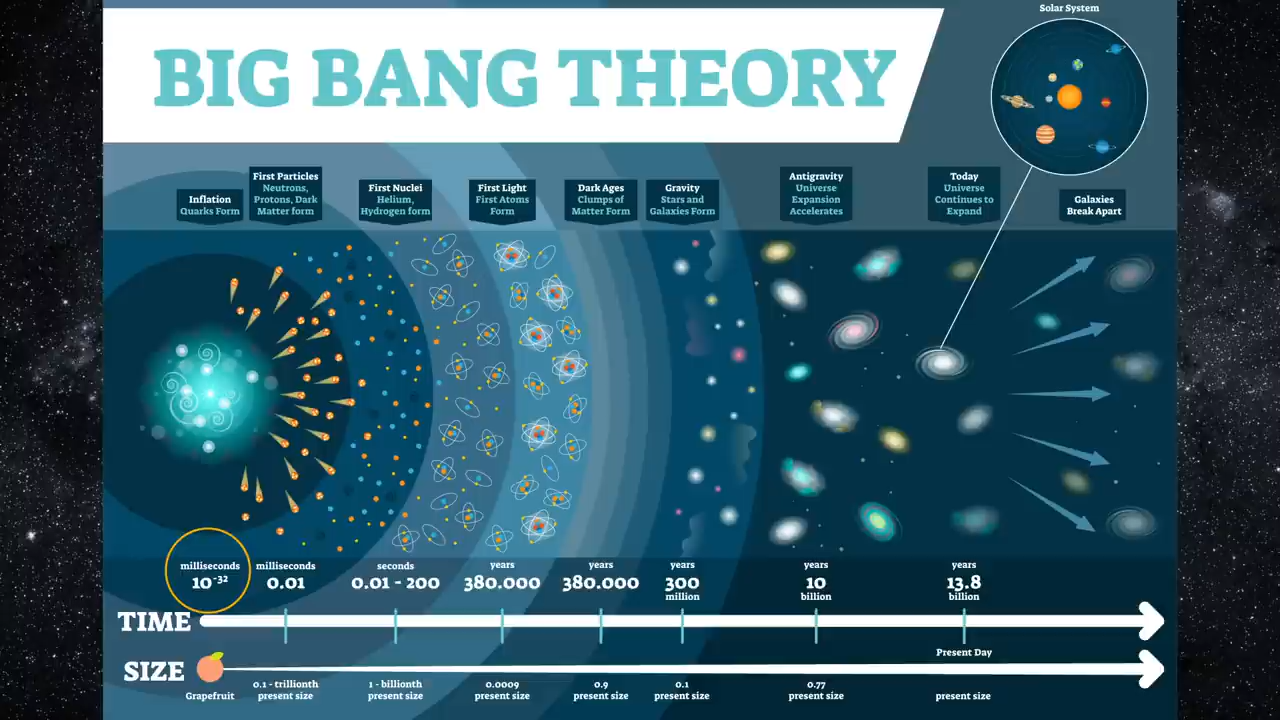 Solar System
BIG BANG THEORY
Inflation
Quarks Form
First Particles
Neutrons,
Protons, Dark
Matter form
First Nuclei
Helium,
Hydrogen form
First Light
First Atoms
Form
Dark Ages
Clumps of
Matter Form
Gravity
Stars and
Galaxies Form
Antigravity
Universe
Expansion
Accelerates
Today
Universe
Continues to
Expand
Galaxies
Break Apart
milliseconds
10⁻³²
milliseconds
0.01
seconds
0.01 - 200
years
380.000
years
380.000
years
300
million
years
10
billion
years
13.8
billion
TIME
Present Day
SIZE
Grapefruit
0.1 - trillionth
present size
1 - billionth
present size
0.0009
present size
0.9
present size
0.1
present size
0.77
present size
present size